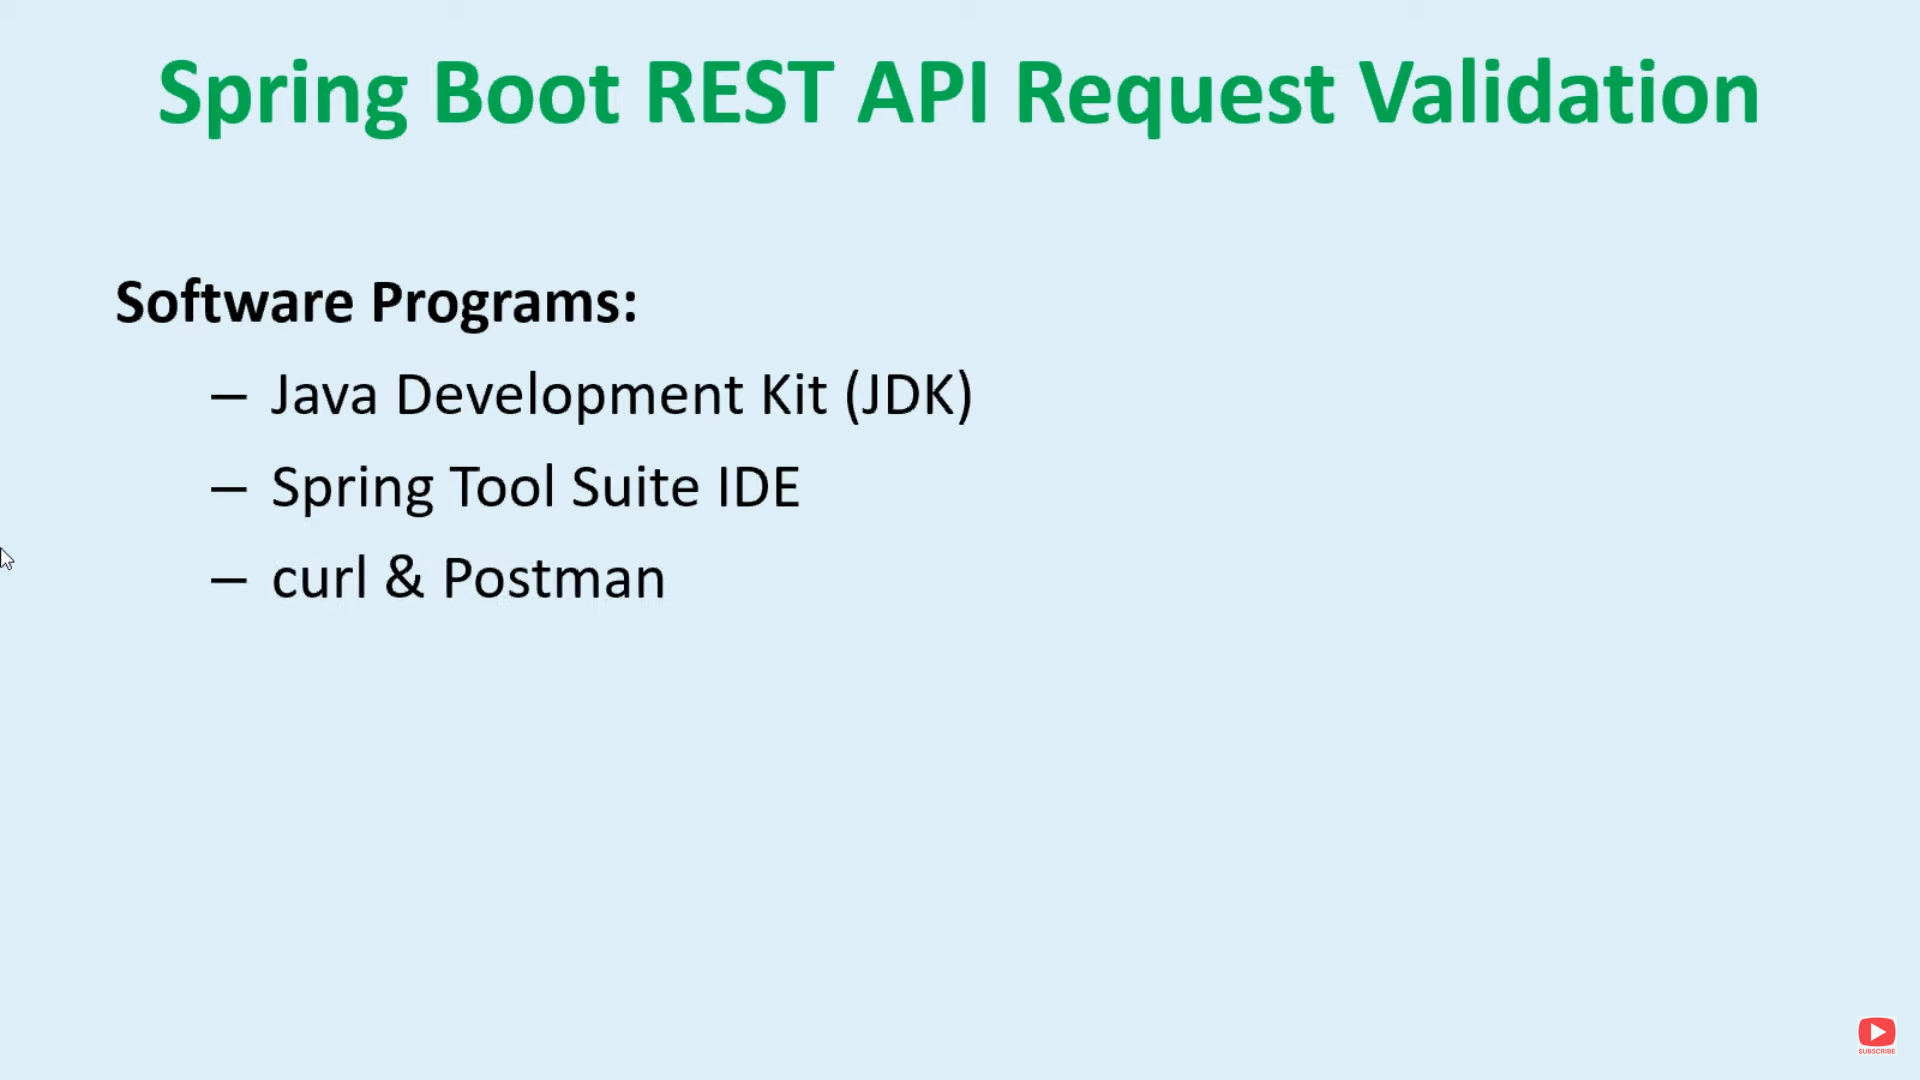 Spring Boot REST API Request Validation
Software Programs:
– Java Development Kit (JDK)
– Spring Tool Suite IDE
– curl & Postman
SUBSCRIBE